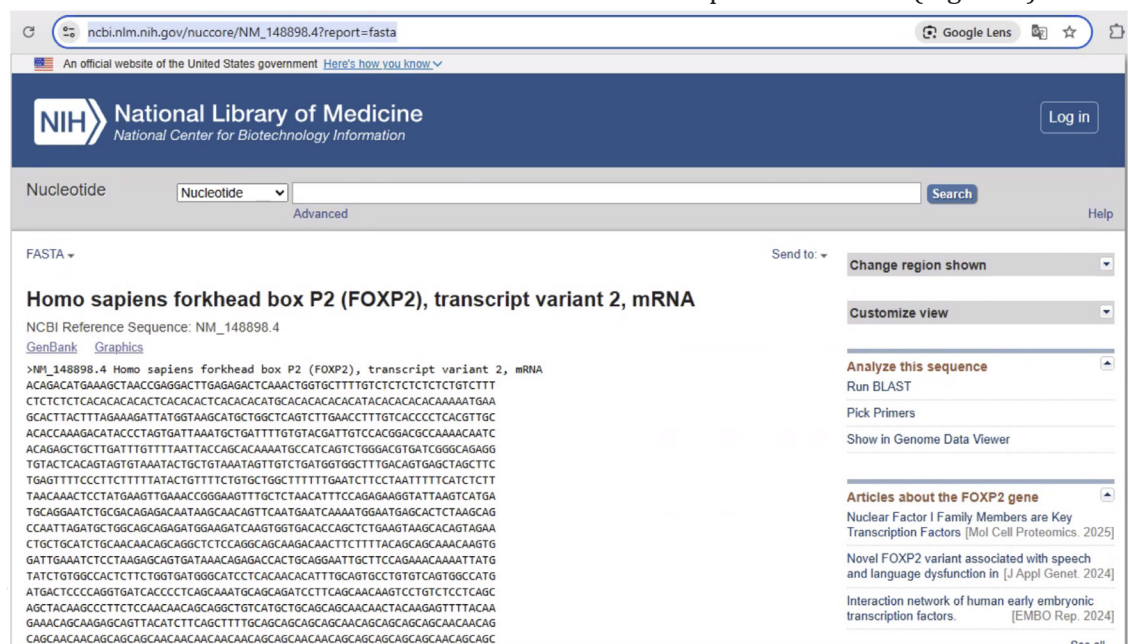 ncbi.nlm.nih.gov/nuccore/NM_148898.4?report=fasta
Google Lens
An official website of the United States government Here's how you know
NIH
National Library of Medicine
National Center for Biotechnology Information
Log in
Nucleotide
Nucleotide
Search
Advanced
Help
FASTA
Send to:
Change region shown
Homo sapiens forkhead box P2 (FOXP2), transcript variant 2, mRNA
Customize view
NCBI Reference Sequence: NM_148898.4
GenBank Graphics
>NM_148898.4 Homo sapiens forkhead box P2 (FOXP2), transcript variant 2, mRNA
ACAGACATGAAAGCTAACCGAGGACTTGAGAGACTCAAACTGGTGCTTTTGTCTCTCTCTCTCTGTCTTT
CTCTCTCTCACACACACACTCACACACTCACACACATGCACACACACACATACACACACACAAAAATGAA
GCACTTACTTTAGAAAGATTATGGTAAGCATGCTGGCTCAGTCTTGAACCTTTGTCACCCCTCACGTTGC
ACACCAAAGACATACCCTAGTGATTAAATGCTGATTTTGTGTACGATTGTCCACGGACGCCAAAACAATC
ACAGAGCTGCTTGATTTGTTTTAATTACCAGCACAAAATGCCATCAGTCTGGGACGTGATCGGGCAGAGG
TGTACTCACAGTAGTGTAAATACTGCTGTAAATAGTTGTCTGATGGTGGCTTTGACAGTGAGCTAGCTTC
TGAGTTTTCCCTTCTTTTTATACTGTTTTCTGTGCTGGCTTTTTTGAATCTTCCTAATTTTTCATCTCTT
TAACAAACTCCTATGAAGTTGAAACCGGGAAGTTTGCTCTAACATTTCCAGAGAAGGTATTAAGTCATGA
TGCAGGAATCTGCGACAGAGACAATAAGCAACAGTTCAATGAATCAAAATGGAATGAGCACTCTAAGCAG
CCAATTAGATGCTGGCAGCAGAGATGGAAGATCAAGTGGTGACACCAGCTCTGAAGTAAGCACAGTAGAA
CTGCTGCATCTGCAACAACAGCAGGCTCTCCAGGCAGCAAGACAACTTCTTTTACAGCAGCAAACAAGTG
GATTGAAATCTCCTAAGAGCAGTGATAAACAGAGACCACTGCAGGAATTGCTTCCAGAAACAAAATTATG
TATCTGTGGCCACTCTTCTGGTGATGGGCATCCTCACAACACATTTGCAGTGCCTGTGTCAGTGGCCATG
ATGACTCCCCAGGTGATCACCCCTCAGCAAATGCAGCAGATCCTTCAGCAACAAGTCCTGTCTCCTCAGC
AGCTACAAGCCCTTCTCCAACAACAGCAGGCTGTCATGCTGCAGCAGCAACAACTACAAGAGTTTTACAA
GAAACAGCAAGAGCAGTTACATCTTCAGCTTTTGCAGCAGCAGCAGCAACAGCAGCAGCAACAACAACAG
CAGCAACAACAGCAGCAGCAACAACAACAACAACAGCAGCAACAACAGCAGCAGCAGCAGCAACAGCAGC
Analyze this sequence
Run BLAST
Pick Primers
Show in Genome Data Viewer
Articles about the FOXP2 gene
Nuclear Factor I Family Members are Key
Transcription Factors [Mol Cell Proteomics. 2025]
Novel FOXP2 variant associated with speech
and language dysfunction in [J Appl Genet. 2024]
Interaction network of human early embryonic
transcription factors. [EMBO Rep. 2024]